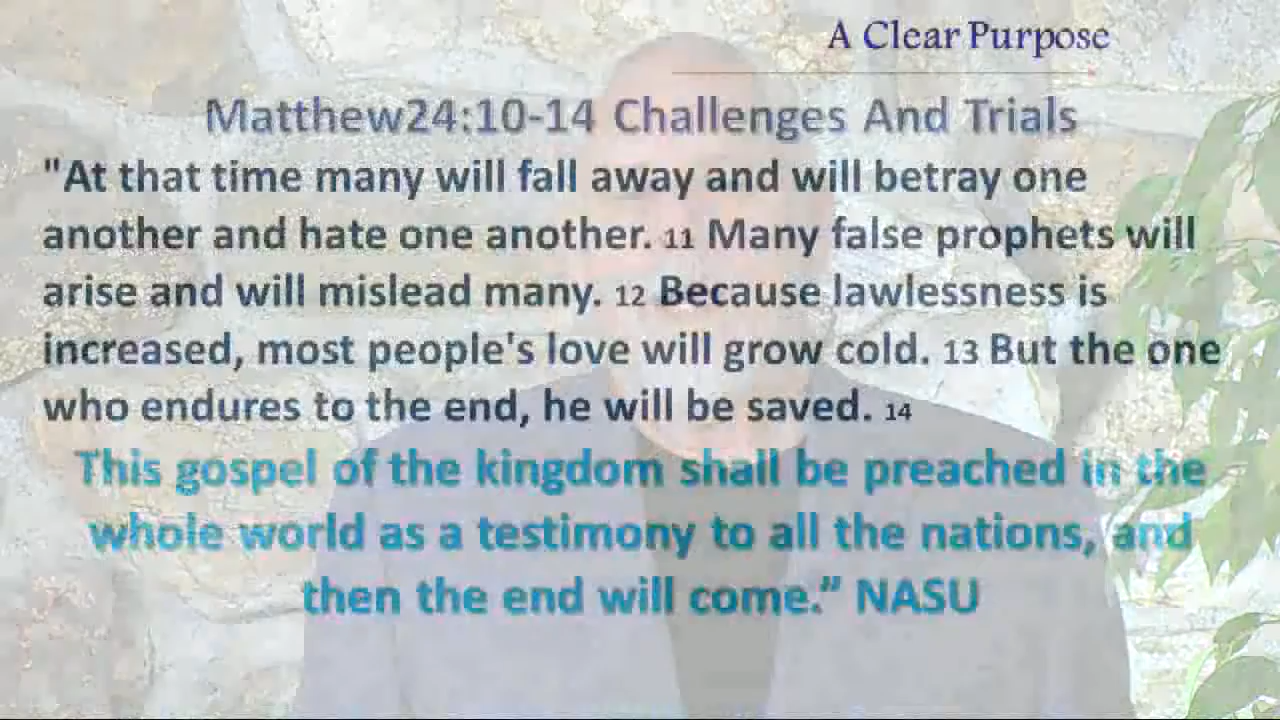 A Clear Purpose
Matthew24:10-14 Challenges And Trials
"At that time many will fall away and will betray one
another and hate one another. 11 Many false prophets will
arise and will mislead many. 12 Because lawlessness is
increased, most people's love will grow cold. 13 But the one
who endures to the end, he will be saved. 14
This gospel of the kingdom shall be preached in the
whole world as a testimony to all the nations, and
then the end will come.” NASU